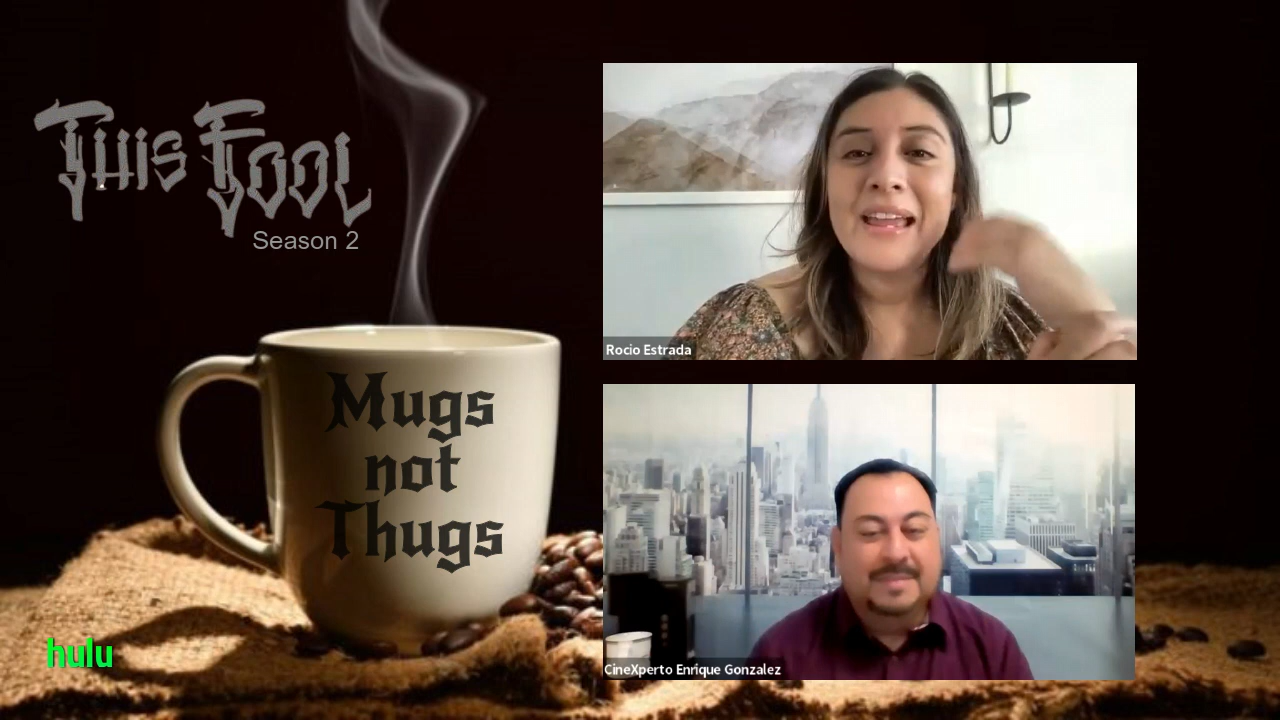 This Fool
Season 2
Mugs
not
Thugs
hulu
Rocio Estrada
CineXperto Enrique Gonzalez